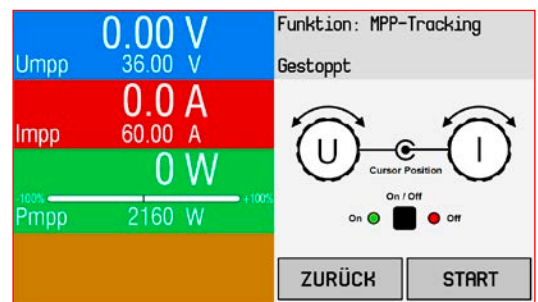 0.00 V
Umpp 36.00 V
0.0 A
Impp 60.00 A
0 W
-100% +100%
Pmpp 2160 W
Funktion: MPP-Tracking
Gestoppt
U I
Cursor Position
On / Off
On Off
ZURÜCK START